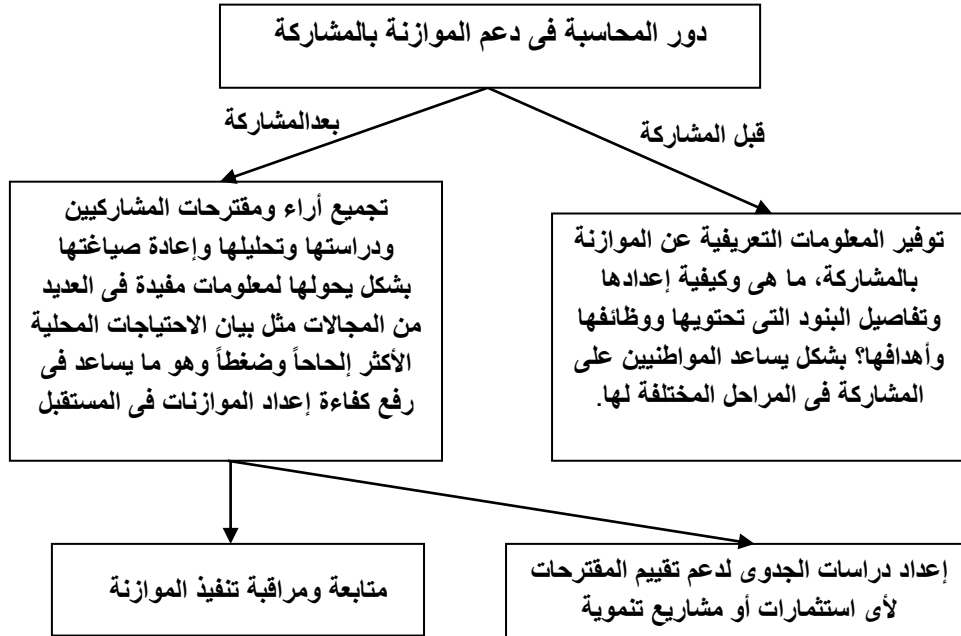 دور المحاسبة فى دعم الموازنة بالمشاركة
قبل المشاركة
بعدالمشاركة
توفير المعلومات التعريفية عن الموازنة
بالمشاركة، ما هى وكيفية إعدادها
وتفاصيل البنود التى تحتويها ووظائفها
وأهدافها؟ بشكل يساعد المواطنيين على
المشاركة فى المراحل المختلفة لها.
تجميع أراء ومقترحات المشاركيين
ودراستها وتحليلها وإعادة صياغتها
بشكل يحولها لمعلومات مفيدة فى العديد
من المجالات مثل بيان الاحتياجات المحلية
الأكثر إلحاحاً وضغطاً وهو ما يساعد فى
رفع كفاءة إعداد الموازنات فى المستقبل
إعداد دراسات الجدوى لدعم تقييم المقترحات
لأى استثمارات أو مشاريع تنموية
متابعة ومراقبة تنفيذ الموازنة